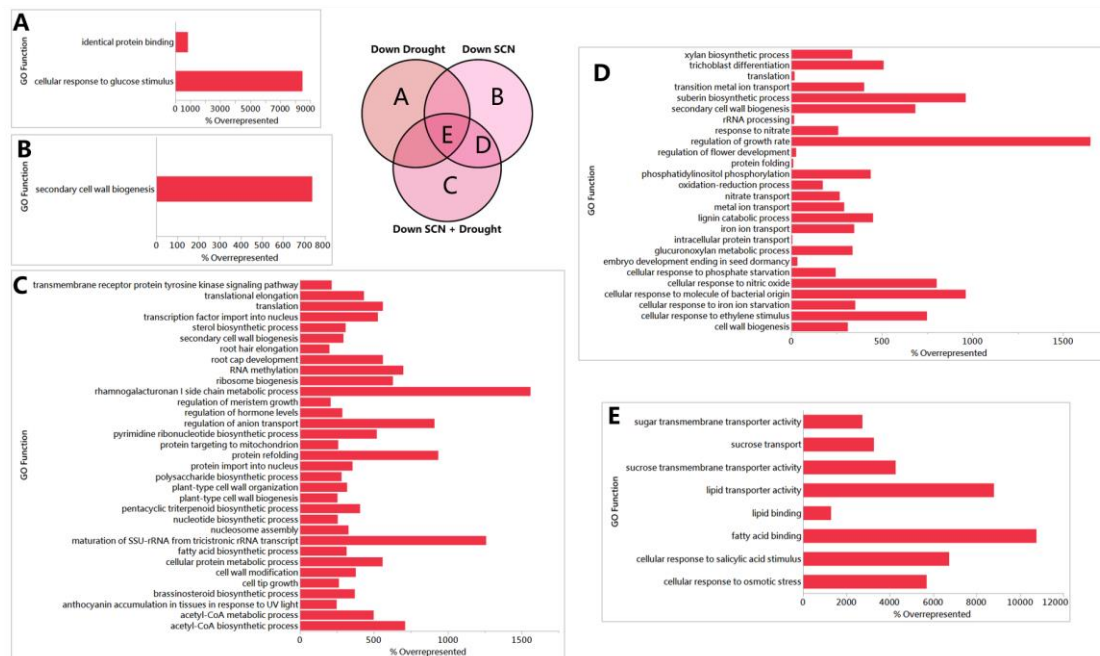 A
GO Function
identical protein binding
cellular response to glucose stimulus
0 1000 2000 3000 4000 5000 6000 7000 8000 9000
% Overrepresented
B
GO Function
secondary cell wall biogenesis
0 100 200 300 400 500 600 700 800
% Overrepresented
Down Drought Down SCN
A B
E D
C
Down SCN + Drought
C
GO Function
transmembrane receptor protein tyrosine kinase signaling pathway
translational elongation
translation
transcription factor import into nucleus
sterol biosynthetic process
secondary cell wall biogenesis
root hair elongation
root cap development
RNA methylation
ribosome biogenesis
rhamnogalacturonan I side chain metabolic process
regulation of meristem growth
regulation of hormone levels
regulation of anion transport
pyrimidine ribonucleotide biosynthetic process
protein targeting to mitochondrion
protein refolding
protein import into nucleus
polysaccharide biosynthetic process
plant-type cell wall organization
plant-type cell wall biogenesis
pentacyclic triterpenoid biosynthetic process
nucleotide biosynthetic process
nucleosome assembly
maturation of SSU-rRNA from tricistronic rRNA transcript
fatty acid biosynthetic process
cellular protein metabolic process
cell wall modification
cell tip growth
brassinosteroid biosynthetic process
anthocyanin accumulation in tissues in response to UV light
acetyl-CoA metabolic process
acetyl-CoA biosynthetic process
0 500 1000 1500
% Overrepresented
D
GO Function
xylan biosynthetic process
trichoblast differentiation
translation
transition metal ion transport
suberin biosynthetic process
secondary cell wall biogenesis
rRNA processing
response to nitrate
regulation of growth rate
regulation of flower development
protein folding
phosphatidylinositol phosphorylation
oxidation-reduction process
nitrate transport
metal ion transport
lignin catabolic process
iron ion transport
intracellular protein transport
glucuronoxylan metabolic process
embryo development ending in seed dormancy
cellular response to phosphate starvation
cellular response to nitric oxide
cellular response to molecule of bacterial origin
cellular response to iron ion starvation
cellular response to ethylene stimulus
cell wall biogenesis
0 500 1000 1500
% Overrepresented
E
GO Function
sugar transmembrane transporter activity
sucrose transport
sucrose transmembrane transporter activity
lipid transporter activity
lipid binding
fatty acid binding
cellular response to salicylic acid stimulus
cellular response to osmotic stress
0 2000 4000 6000 8000 10000 12000
% Overrepresented